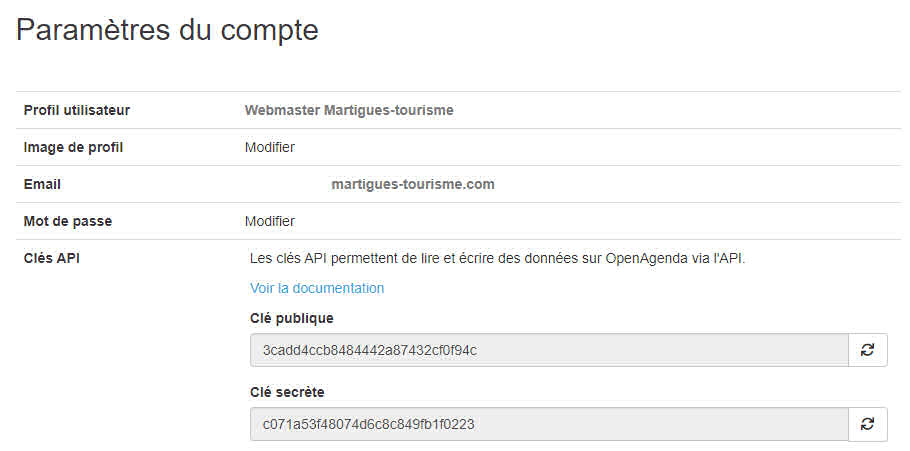 Paramètres du compte
Profil utilisateur Webmaster Martigues-tourisme
Image de profil Modifier
Email martigues-tourisme.com
Mot de passe Modifier
Clés API Les clés API permettent de lire et écrire des données sur OpenAgenda via l'API.
Voir la documentation
Clé publique
3cadd4ccb8484442a87432cf0f94c
Clé secrète
c071a53f48074d6c8c849fb1f0223